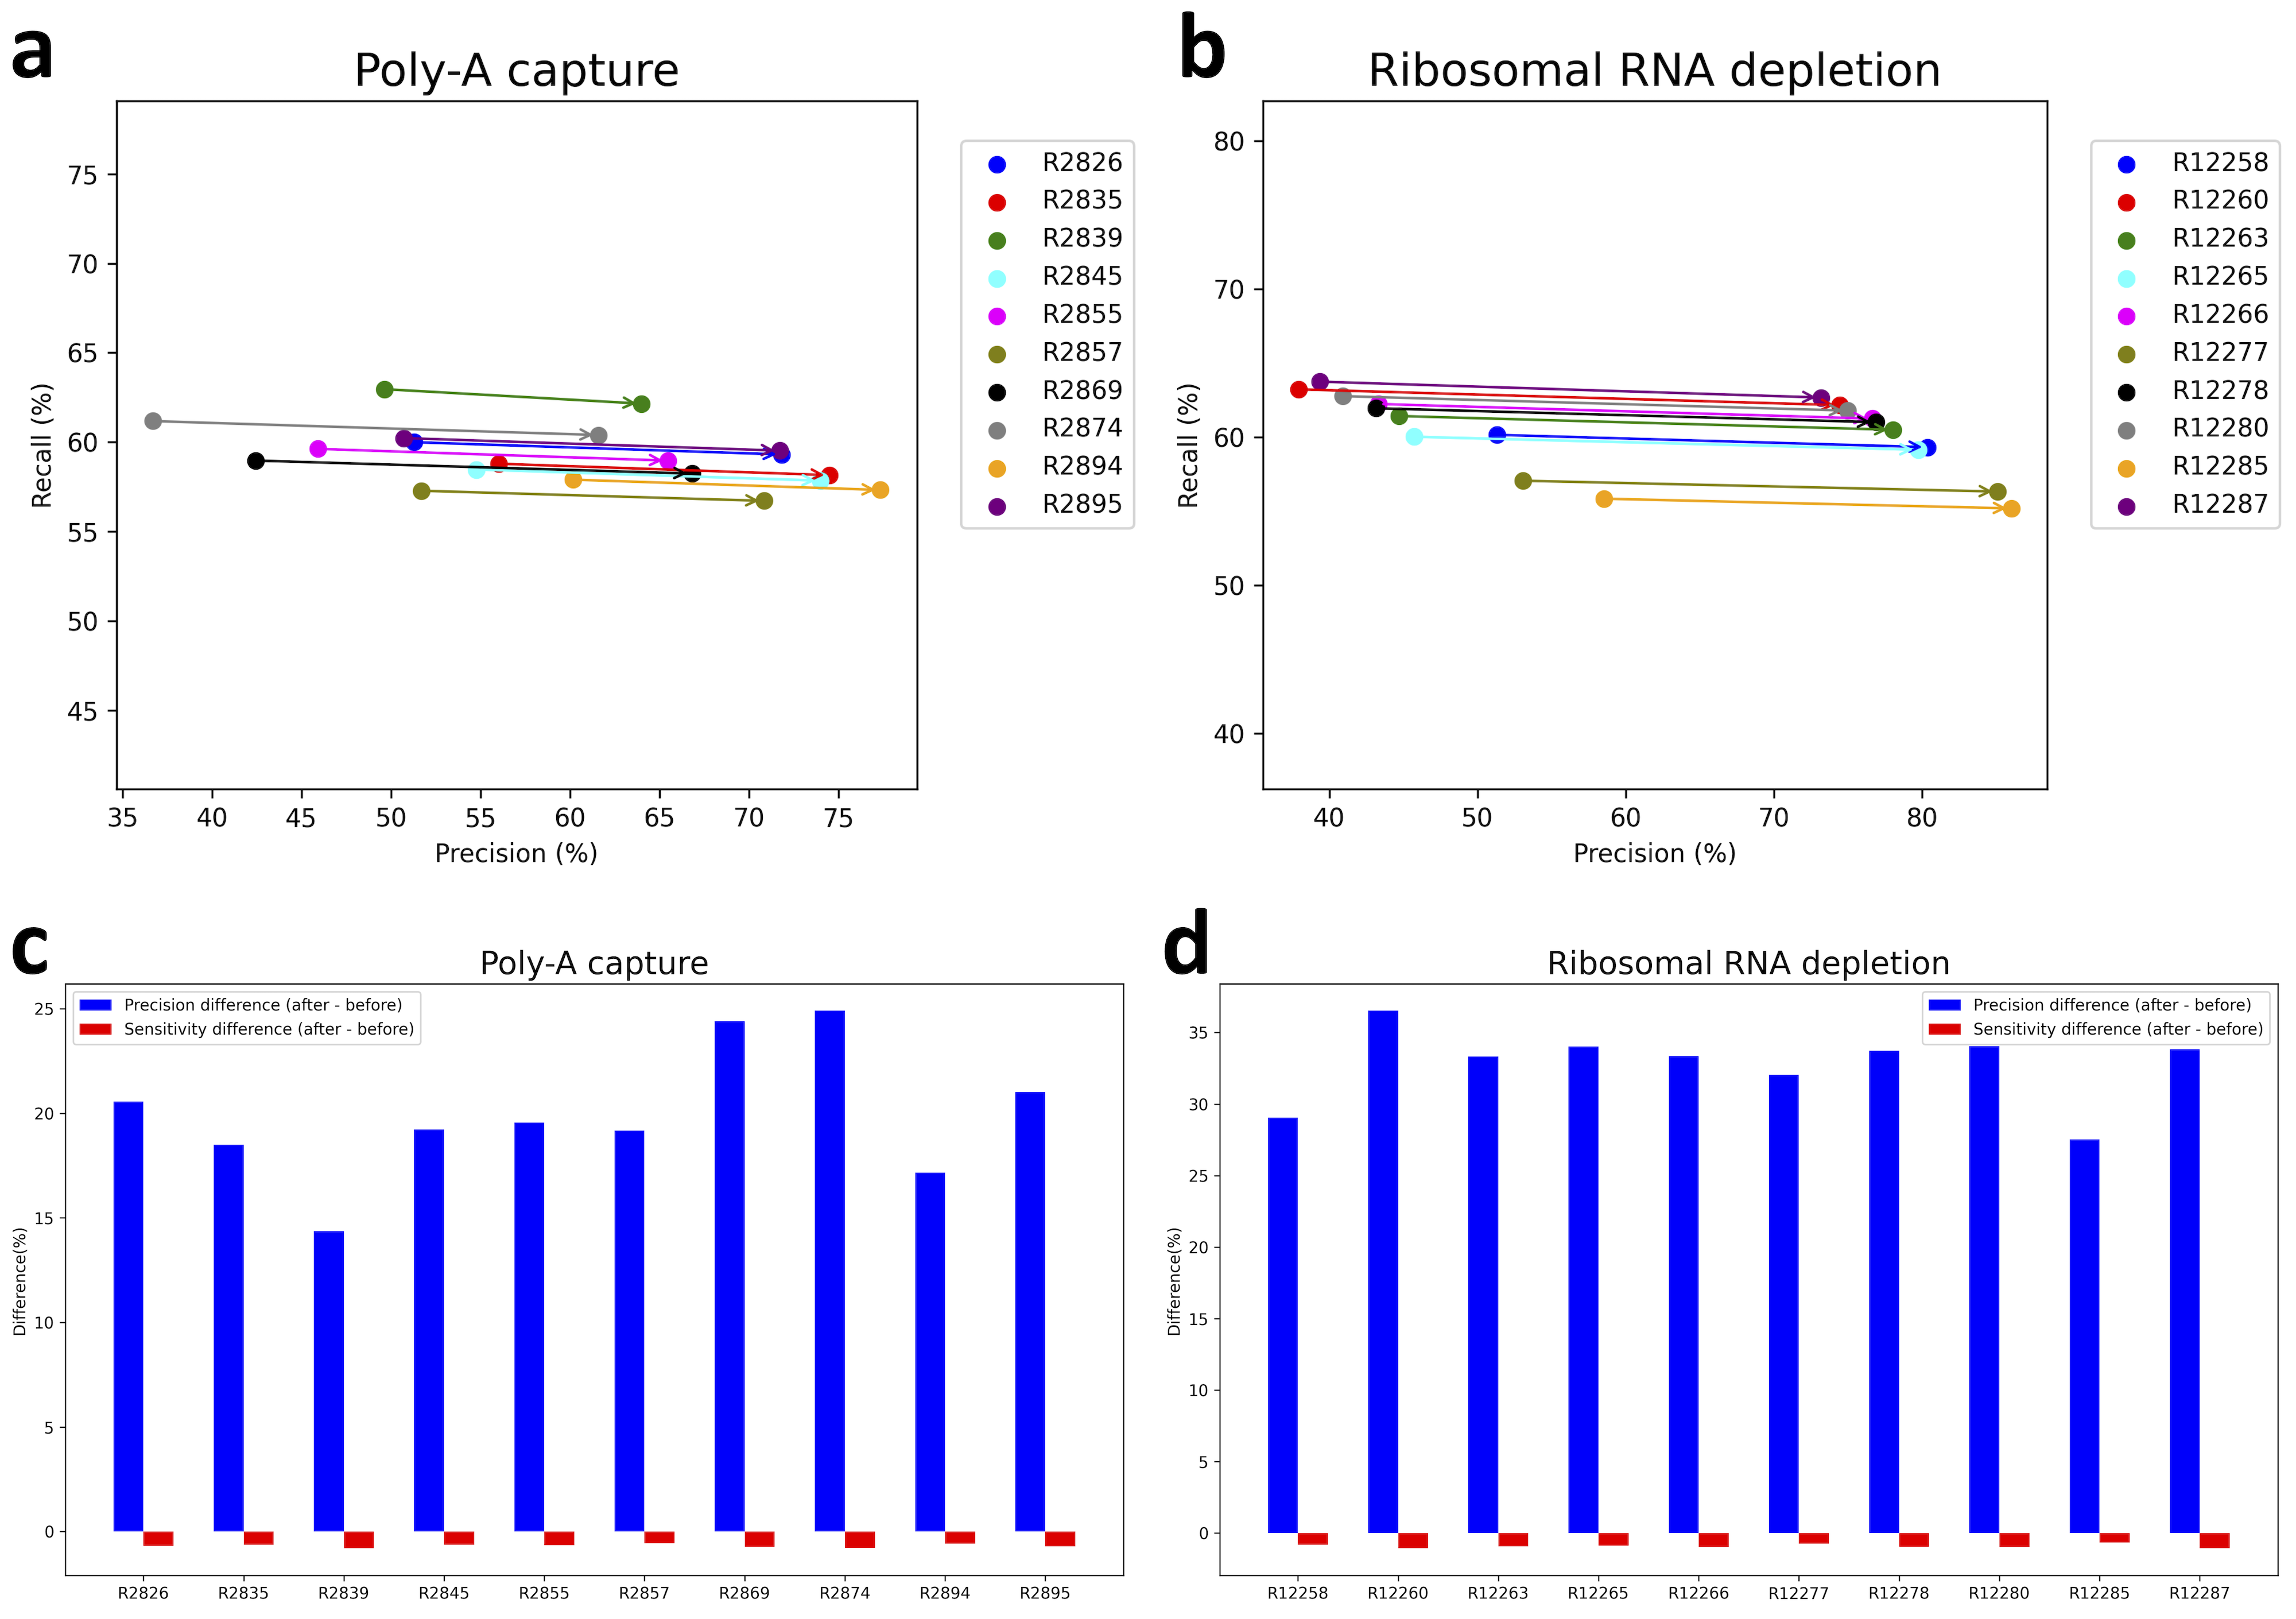 a
Poly-A capture
75
70
65
60
55
50
45
Recall (%)
35 40 45 50 55 60 65 70 75
Precision (%)
R2826
R2835
R2839
R2845
R2855
R2857
R2869
R2874
R2894
R2895
b
Ribosomal RNA depletion
80
70
60
50
40
Recall (%)
40 50 60 70 80
Precision (%)
R12258
R12260
R12263
R12265
R12266
R12277
R12278
R12280
R12285
R12287
c
Poly-A capture
Precision difference (after - before)
Sensitivity difference (after - before)
25
20
15
10
5
0
Difference(%)
R2826 R2835 R2839 R2845 R2855 R2857 R2869 R2874 R2894 R2895
d
Ribosomal RNA depletion
Precision difference (after - before)
Sensitivity difference (after - before)
35
30
25
20
15
10
5
0
Difference(%)
R12258 R12260 R12263 R12265 R12266 R12277 R12278 R12280 R12285 R12287